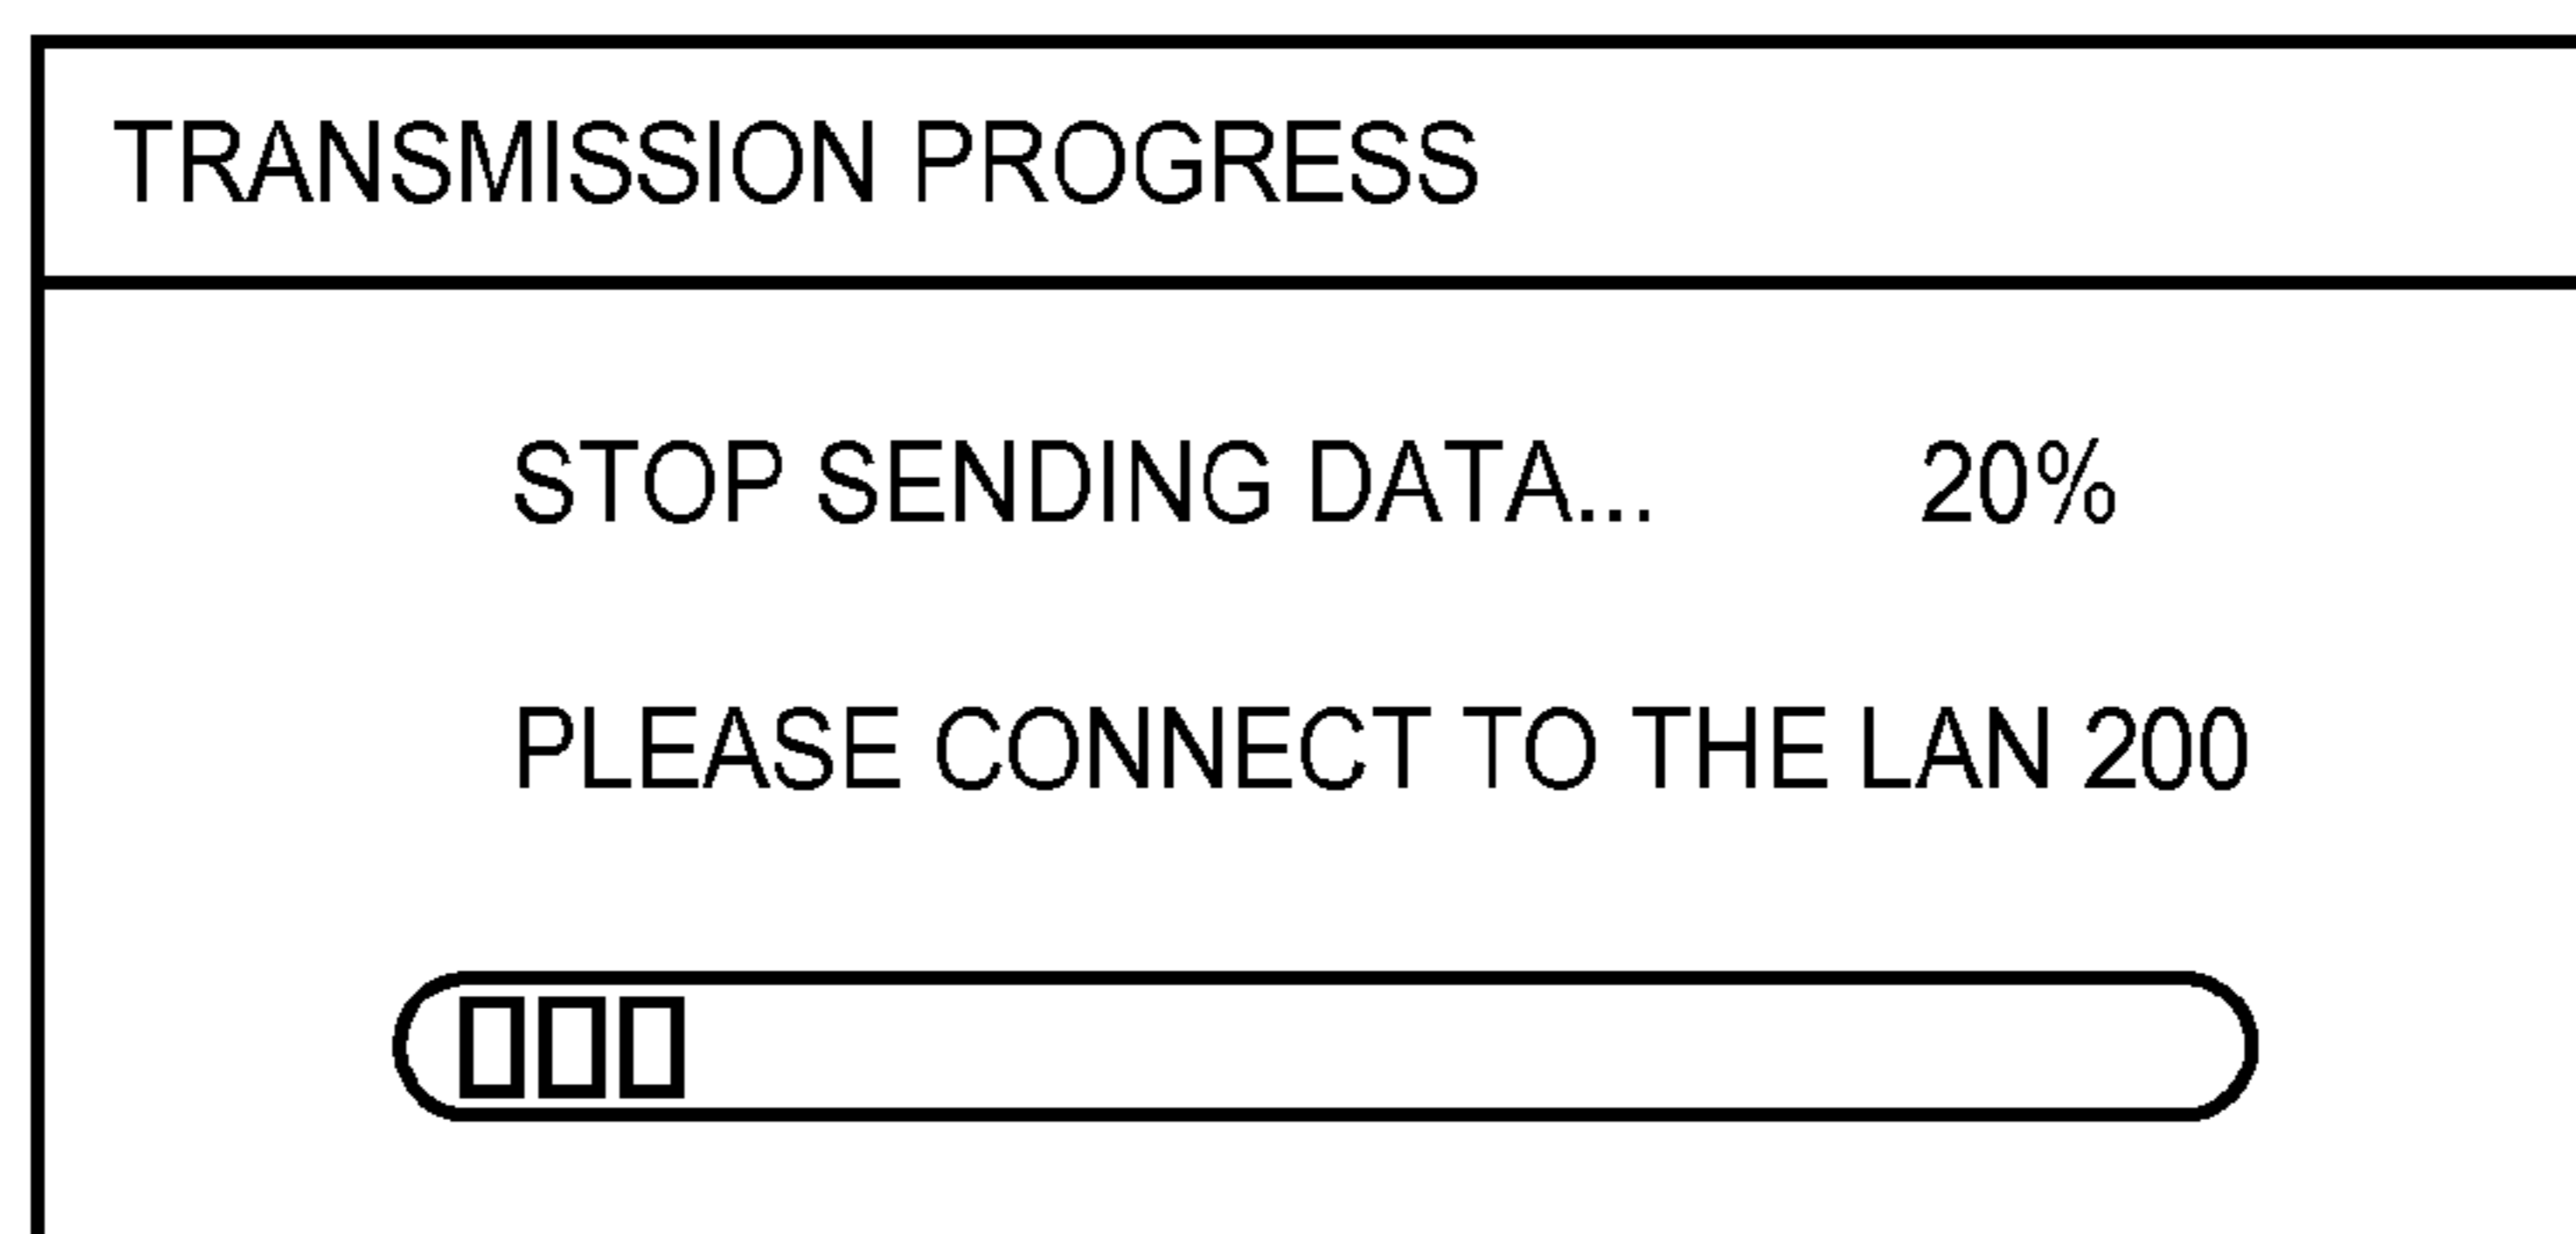 TRANSMISSION PROGRESS
STOP SENDING DATA... 20%
PLEASE CONNECT TO THE LAN 200